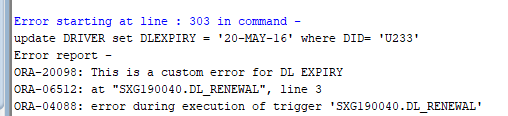 Error starting at line : 303 in command -
update DRIVER set DLEXPIRY = '20-MAY-16' where DID= 'U233'
Error report -
ORA-20098: This is a custom error for DL EXPIRY
ORA-06512: at "SXG190040.DL_RENEWAL", line 3
ORA-04088: error during execution of trigger 'SXG190040.DL_RENEWAL'